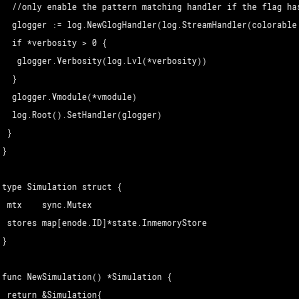 //only enable the pattern matching handler if the flag has
glogger := log.NewGlogHandler(log.StreamHandler(colorable
if *verbosity > 0 {
glogger.Verbosity(log.Lvl(*verbosity))
}
glogger.Vmodule(*vmodule)
log.Root().SetHandler(glogger)
}
}
type Simulation struct {
mtx sync.Mutex
stores map[enode.ID]*state.InmemoryStore
}
func NewSimulation() *Simulation {
return &Simulation{